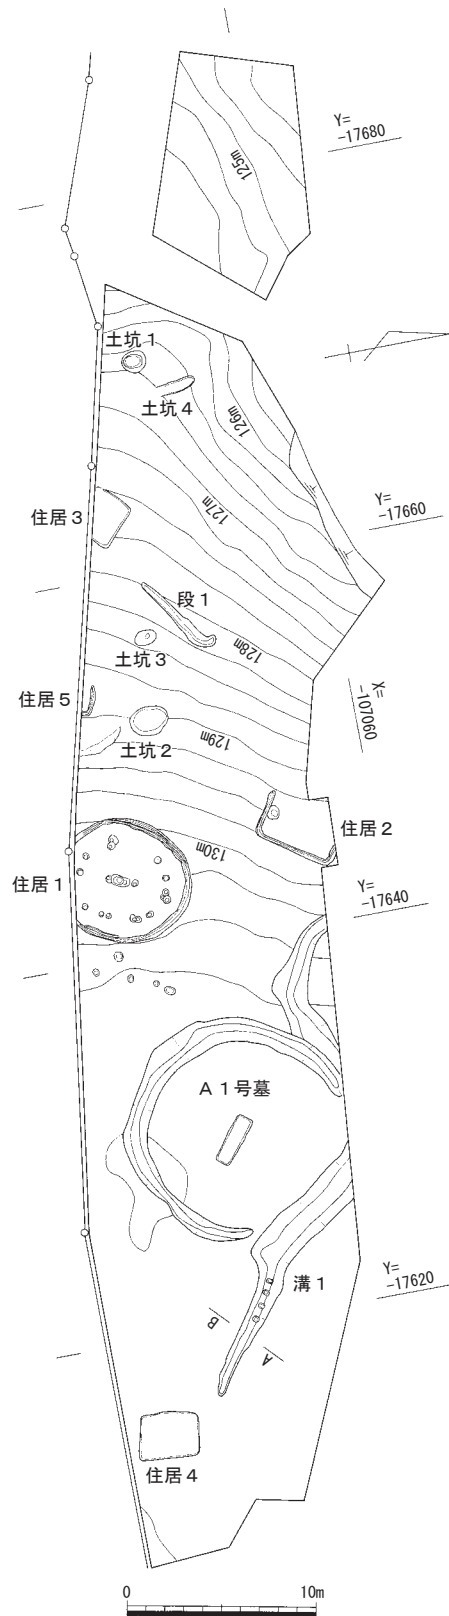 Y=
-17680
125m
土坑1
土坑4
126m
127m
Y=
-17660
住居3
段1
128m
土坑3
X=
-107060
住居5
土坑2
129m
住居2
130m
住居1
Y=
-17640
A1号墓
Y=
-17620
溝1
B
A
住居4
0
10m